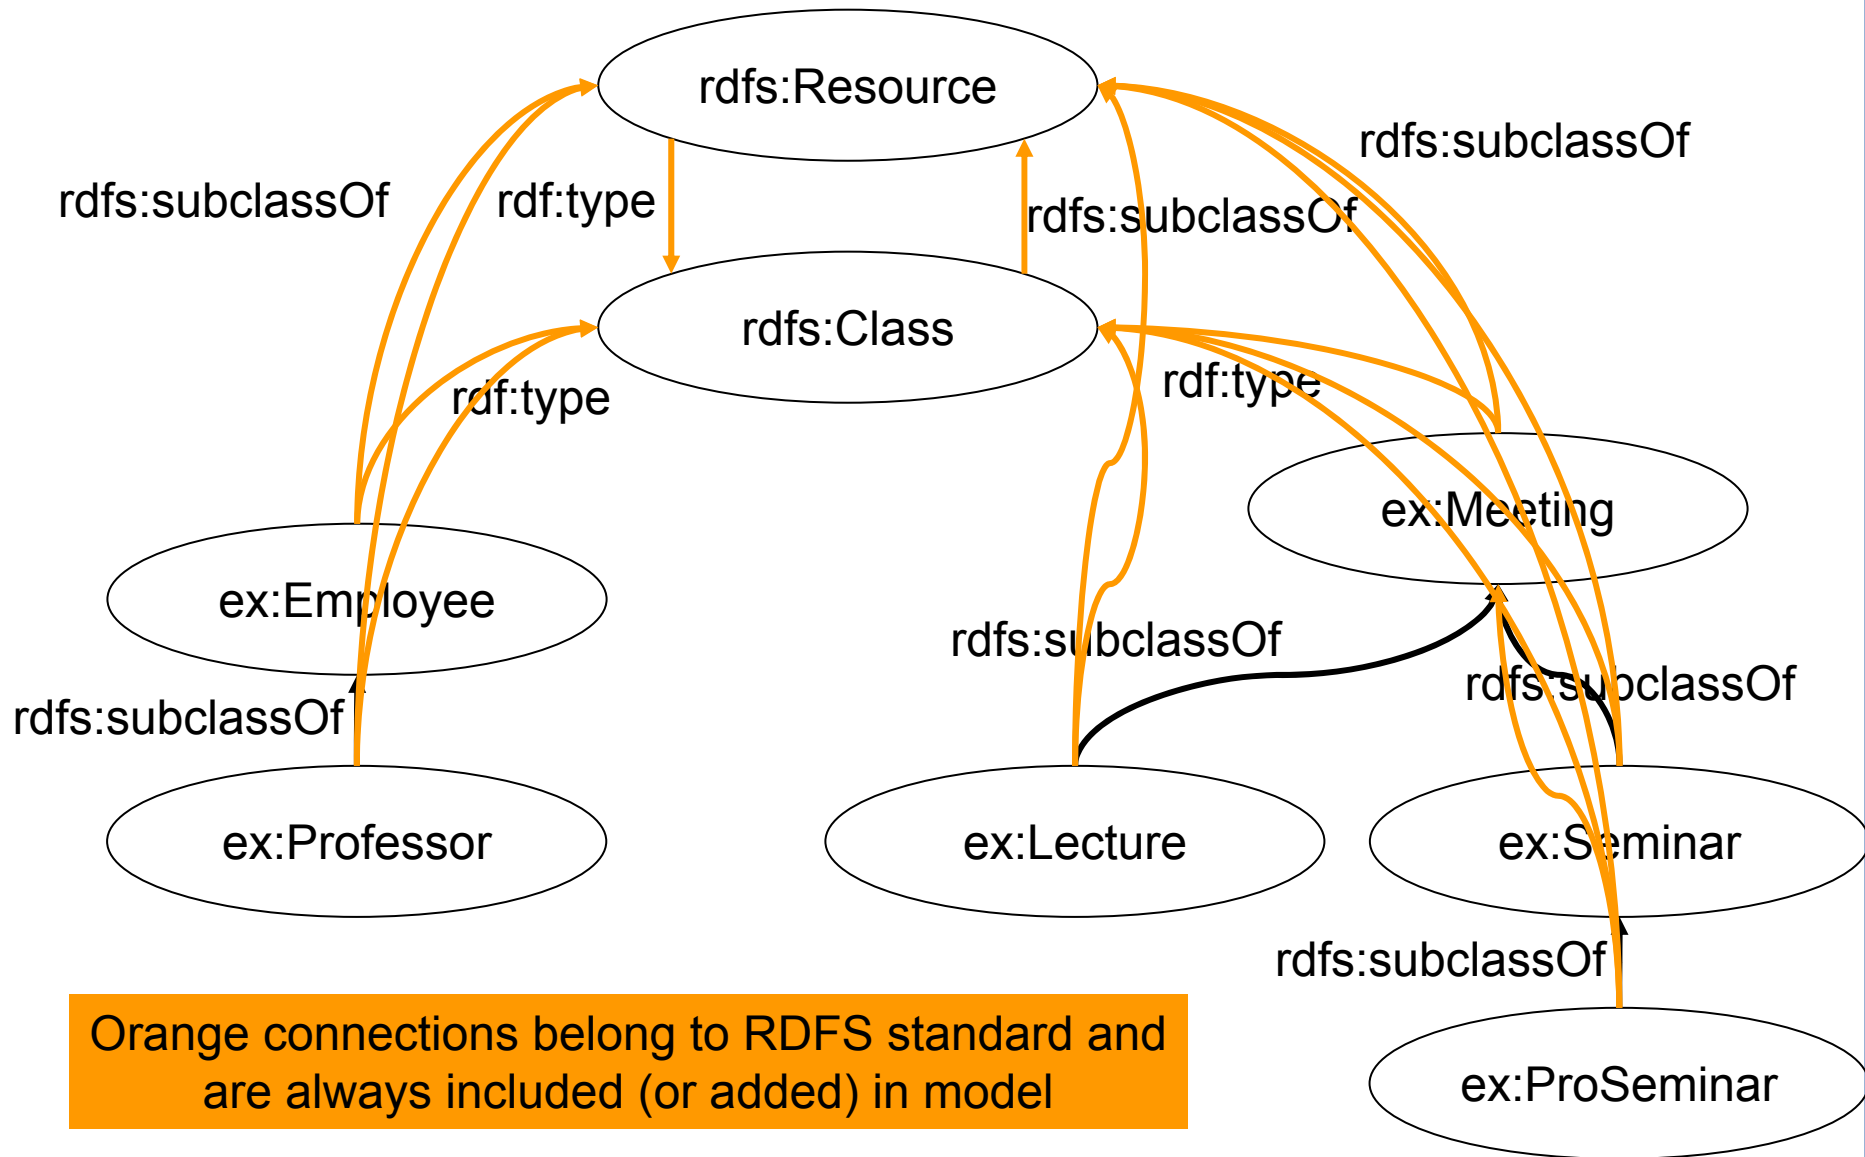 rdfs:Resource
rdfs:subclassOf
rdfs:subclassOf
rdf:type
rdfs:subclassOf
rdfs:Class
rdf:type
rdf:type
ex:Meeting
ex:Employee
rdfs:subclassOf
rdfs:subclassOf
rdfs:subclassOf
ex:Professor
ex:Lecture
ex:Seminar
rdfs:subclassOf
Orange connections belong to RDFS standard and
are always included (or added) in model
ex:ProSeminar